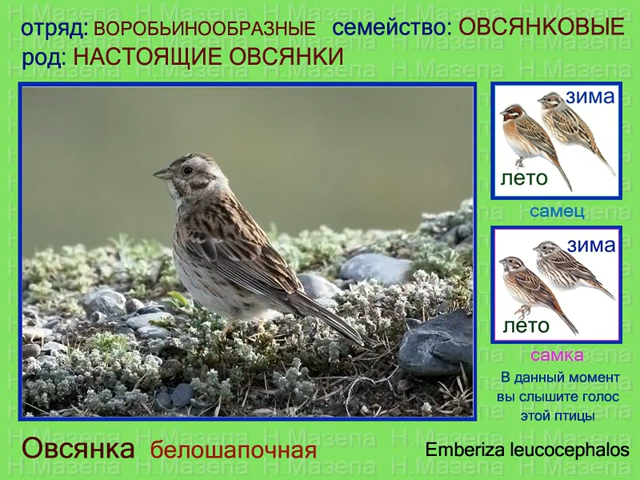 отряд: ВОРОБЬИНООБРАЗНЫЕ семейство: ОВСЯНКОВЫЕ
род: НАСТОЯЩИЕ ОВСЯНКИ
зима
лето
самец
зима
лето
самка
В данный момент
вы слышите голос
этой птицы
Овсянка белошапочная
Emberiza leucocephalos
Н.Мазепа